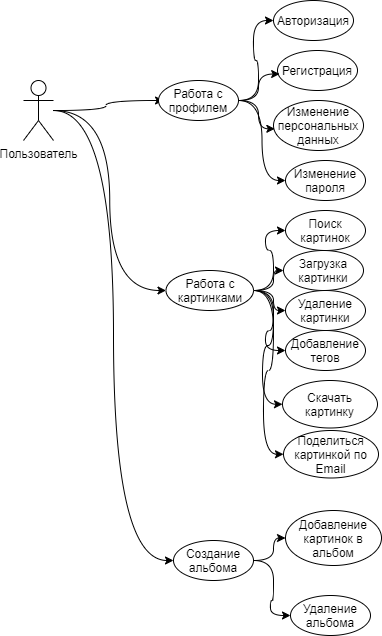 Авторизация
Работа с
профилем
Регистрация
Пользователь
Изменение
персональных
данных
Изменение
пароля
Поиск
картинок
Загрузка
картинки
Работа с
картинками
Удаление
картинки
Добавление
тегов
Скачать
картинку
Поделиться
картинкой по
Email
Добавление
картинок в
альбом
Создание
альбома
Удаление
альбома